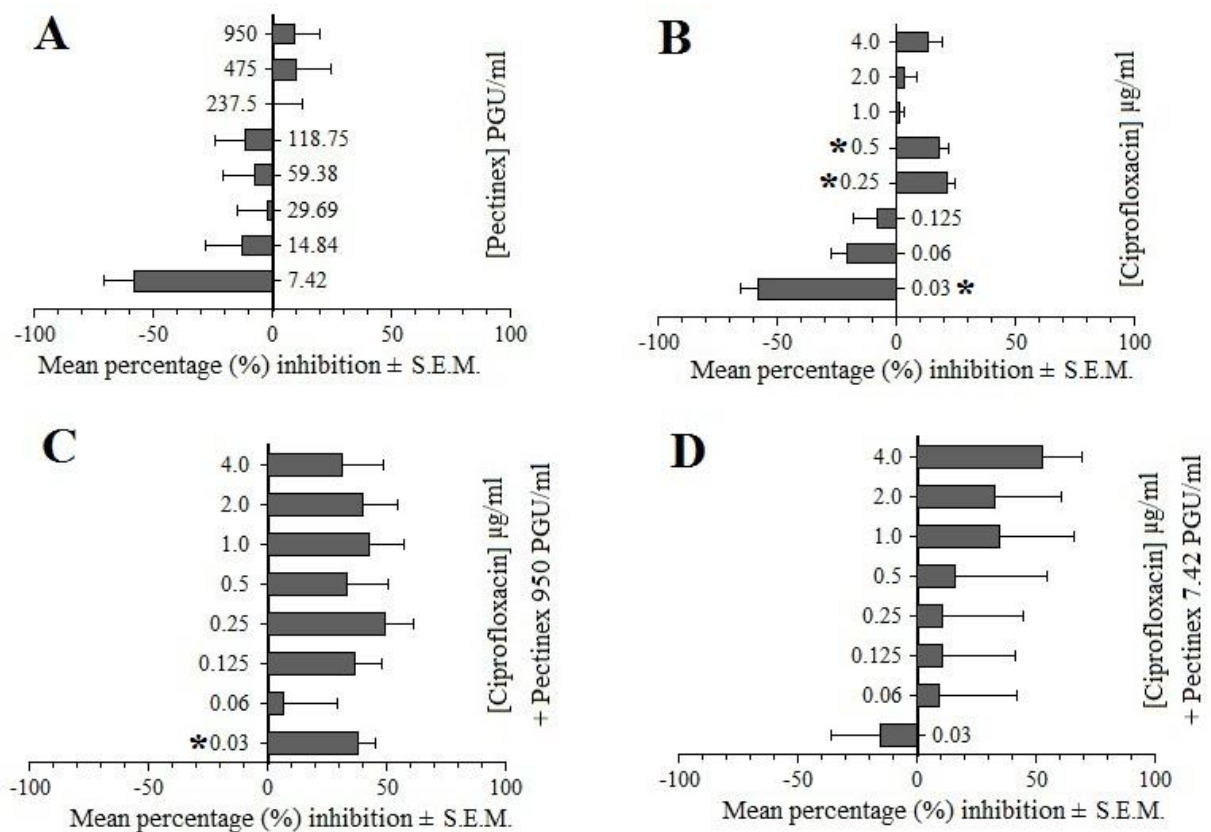 A
950
475
237.5
118.75
59.38
29.69
14.84
7.42
[Pectinex] PGU/ml
-100 -50 0 50 100
Mean percentage (%) inhibition ± S.E.M.
B
4.0
2.0
1.0
*0.5
*0.25
0.125
0.06
0.03 *
[Ciprofloxacin] µg/ml
-100 -50 0 50 100
Mean percentage (%) inhibition ± S.E.M.
C
4.0
2.0
1.0
0.5
0.25
0.125
0.06
*0.03
[Ciprofloxacin] µg/ml
+ Pectinex 950 PGU/ml
-100 -50 0 50 100
Mean percentage (%) inhibition ± S.E.M.
D
4.0
2.0
1.0
0.5
0.25
0.125
0.06
0.03
[Ciprofloxacin] µg/ml
+ Pectinex 7.42 PGU/ml
-100 -50 0 50 100
Mean percentage (%) inhibition ± S.E.M.